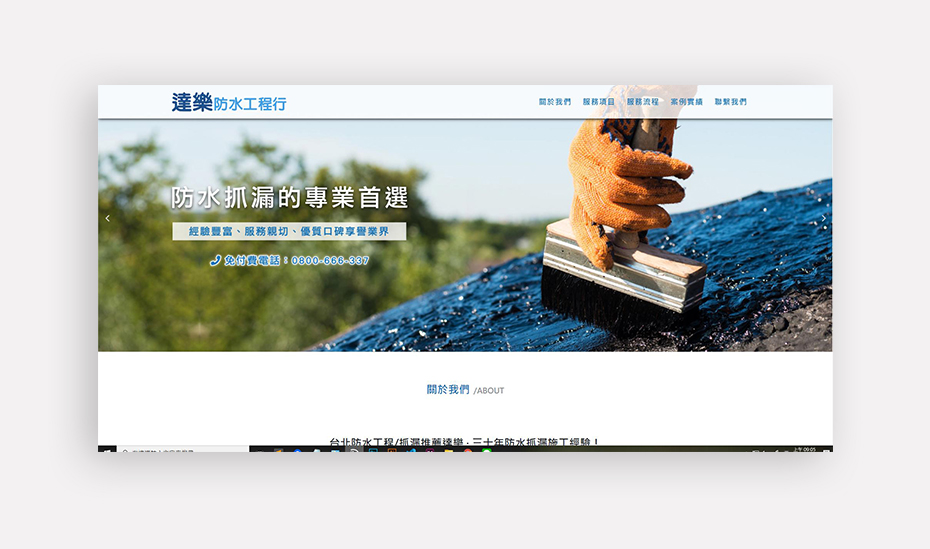 達樂防水工程行
關於我們 服務項目 服務流程 案例實績 聯繫我們
防水抓漏的專業首選
經驗豐富、服務親切、優質口碑享譽業界
免付費電話：0800-666-337
關於我們 /ABOUT
台北防水工程/抓漏推薦達樂，三十年防水抓漏施工經驗！
上午 09:05